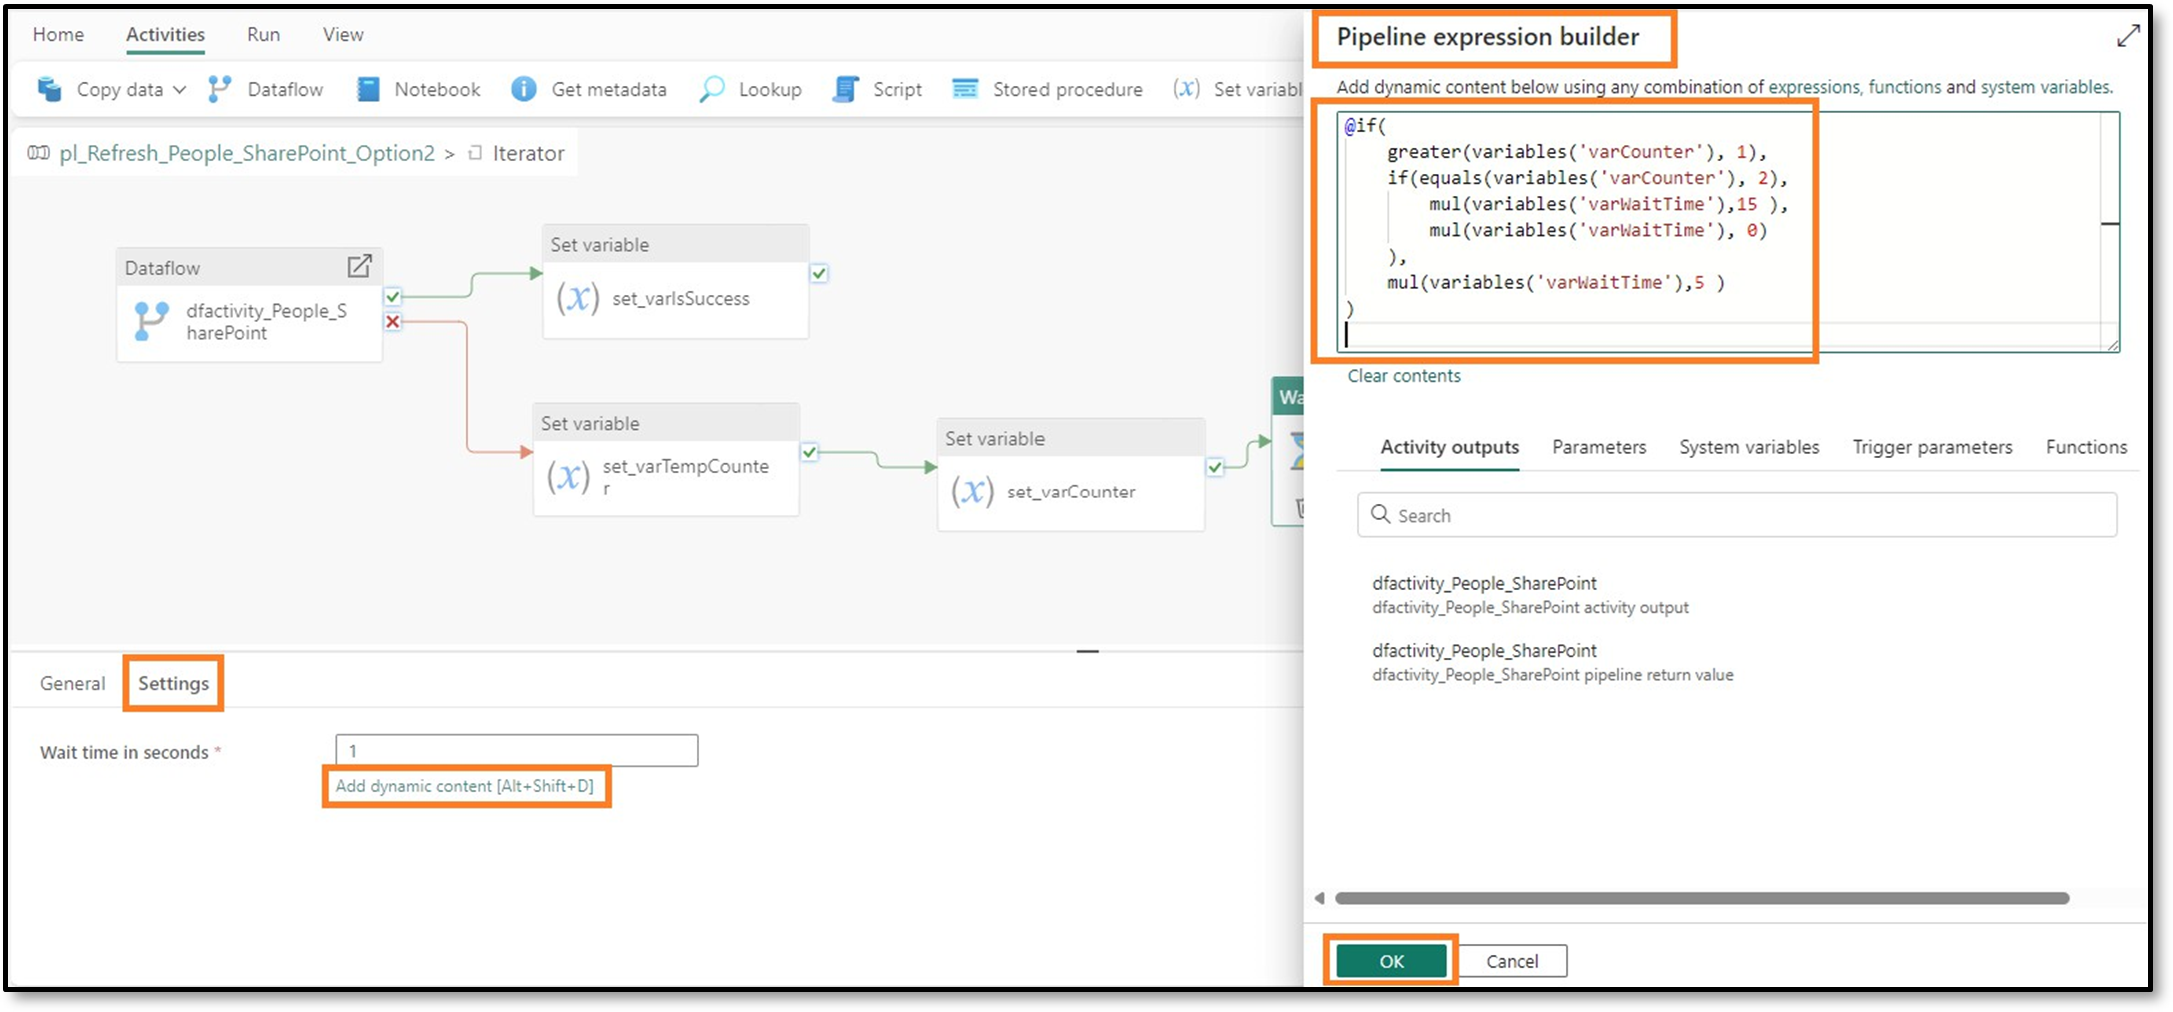 Home Activities Run View
Copy data Dataflow Notebook Get metadata Lookup Script Stored procedure (x) Set variabl
pl_Refresh_People_SharePoint_Option2 > Iterator
Dataflow
dfactivity_People_S
harePoint
Set variable
(x) set_varIsSuccess
Set variable
(x) set_varTempCounte
r
Set variable
(x) set_varCounter
Wa
General Settings
Wait time in seconds *
1
Add dynamic content [Alt+Shift+D]
Pipeline expression builder
Add dynamic content below using any combination of expressions, functions and system variables.
@if(
greater(variables('varCounter'), 1),
if(equals(variables('varCounter'), 2),
mul(variables('varWaitTime'),15 ),
mul(variables('varWaitTime'), 0)
),
mul(variables('varWaitTime'),5 )
)
Clear contents
Activity outputs Parameters System variables Trigger parameters Functions
Search
dfactivity_People_SharePoint
dfactivity_People_SharePoint activity output
dfactivity_People_SharePoint
dfactivity_People_SharePoint pipeline return value
OK Cancel